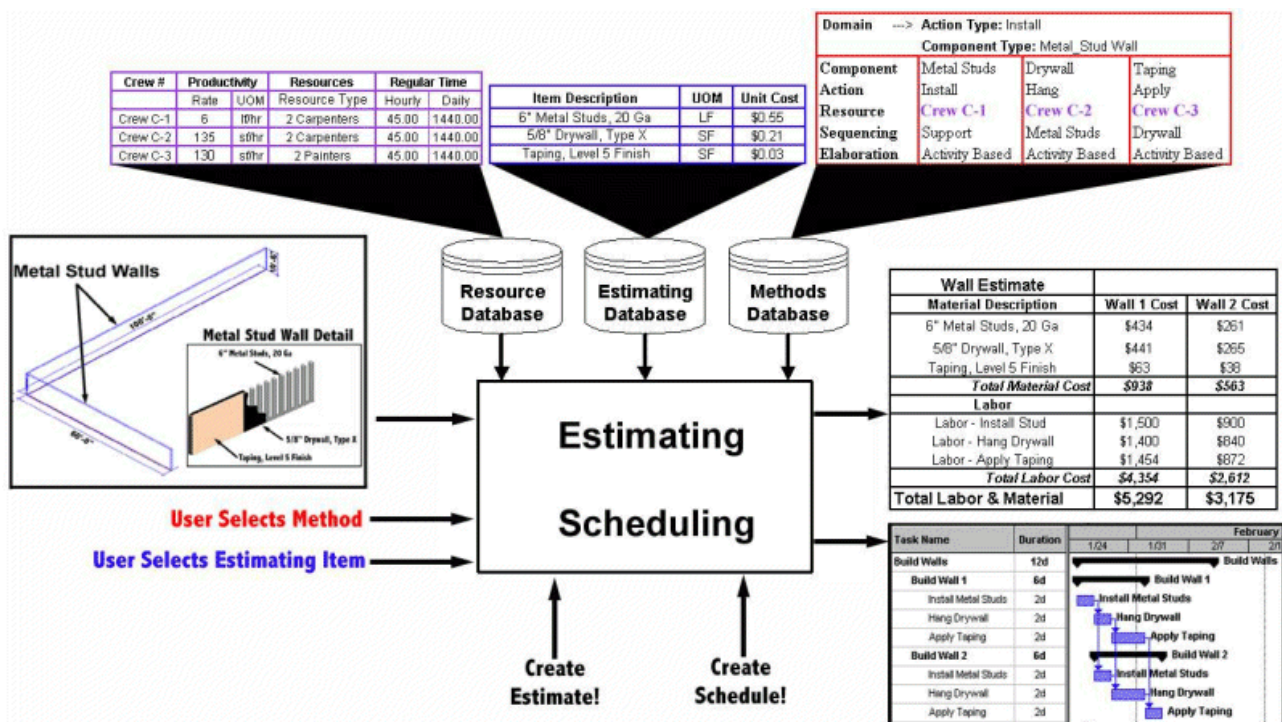 Domain ---> Action Type: Install
Component Type: Metal_Stud Wall
Component Metal Studs Drywall Taping
Action Install Hang Apply
Resource Crew C-1 Crew C-2 Crew C-3
Sequencing Support Metal Studs Drywall
Elaboration Activity Based Activity Based Activity Based
Crew # Productivity Resources Regular Time
Rate UOM Resource Type Hourly Daily
Crew C-1 6 lf/hr 2 Carpenters 45.00 1440.00
Crew C-2 135 sf/hr 2 Carpenters 45.00 1440.00
Crew C-3 130 sf/hr 2 Painters 45.00 1440.00
Item Description UOM Unit Cost
6" Metal Studs, 20 Ga LF $0.55
5/8" Drywall, Type X SF $0.21
Taping, Level 5 Finish SF $0.03
Resource
Database
Estimating
Database
Methods
Database
Metal Stud Walls
100'-0"
Metal Stud Wall Detail
6" Metal Studs, 20 Ga
5/8" Drywall, Type X
Taping, Level 5 Finish
60'-0"
User Selects Method
User Selects Estimating Item
Estimating
Scheduling
Create
Estimate!
Create
Schedule!
Wall Estimate
Material Description Wall 1 Cost Wall 2 Cost
6" Metal Studs, 20 Ga $434 $261
5/8" Drywall, Type X $441 $265
Taping, Level 5 Finish $63 $38
Total Material Cost $938 $563
Labor
Labor - Install Stud $1,500 $900
Labor - Hang Drywall $1,400 $840
Labor - Apply Taping $1,454 $872
Total Labor Cost $4,354 $2,612
Total Labor & Material $5,292 $3,175
Task Name Duration February
1/24 1/31 2/7 2/1
Build Walls 12d Build Walls
Build Wall 1 6d Build Wall 1
Install Metal Studs 2d Install Metal Studs
Hang Drywall 2d Hang Drywall
Apply Taping 2d Apply Taping
Build Wall 2 6d Build Wall 2
Install Metal Studs 2d Install Metal Studs
Hang Drywall 2d Hang Drywall
Apply Taping 2d Apply Taping